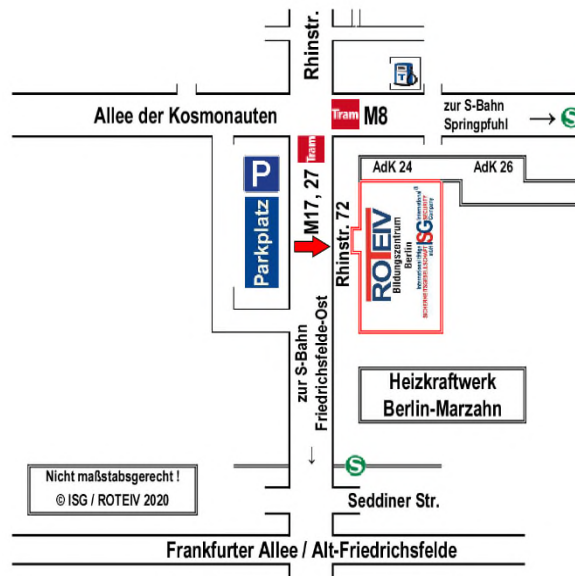 Rhinstr.
Allee der Kosmonauten
Tram M8
zur S-Bahn
Springpfuhl → S
Tram
M17, 27
P
Parkplatz
Rhinstr. 72
AdK 24
AdK 26
ROTEIV
Bildungszentrum
Berlin
ISG
zur S-Bahn
Friedrichsfelde-Ost
→
Heizkraftwerk
Berlin-Marzahn
S
Nicht maßstabsgerecht !
© ISG / ROTEIV 2020
Seddiner Str.
Frankfurter Allee / Alt-Friedrichsfelde